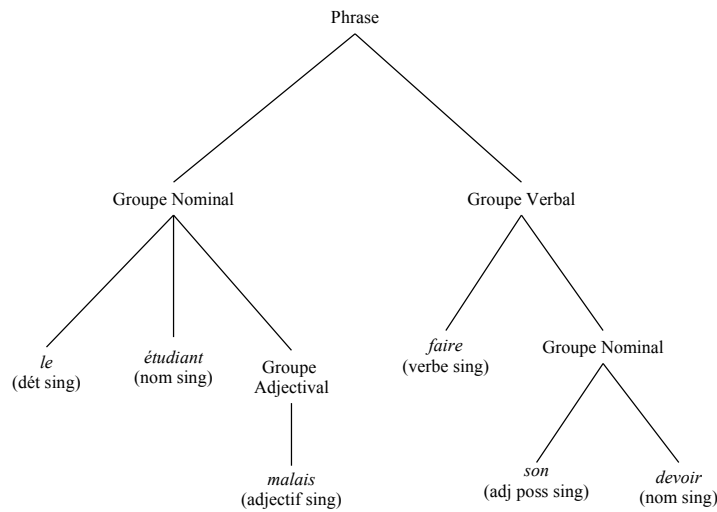 Phrase
Groupe Nominal
Groupe Verbal
le
(dét sing)
étudiant
(nom sing)
Groupe
Adjectival
faire
(verbe sing)
Groupe Nominal
malais
(adjectif sing)
son
(adj poss sing)
devoir
(nom sing)